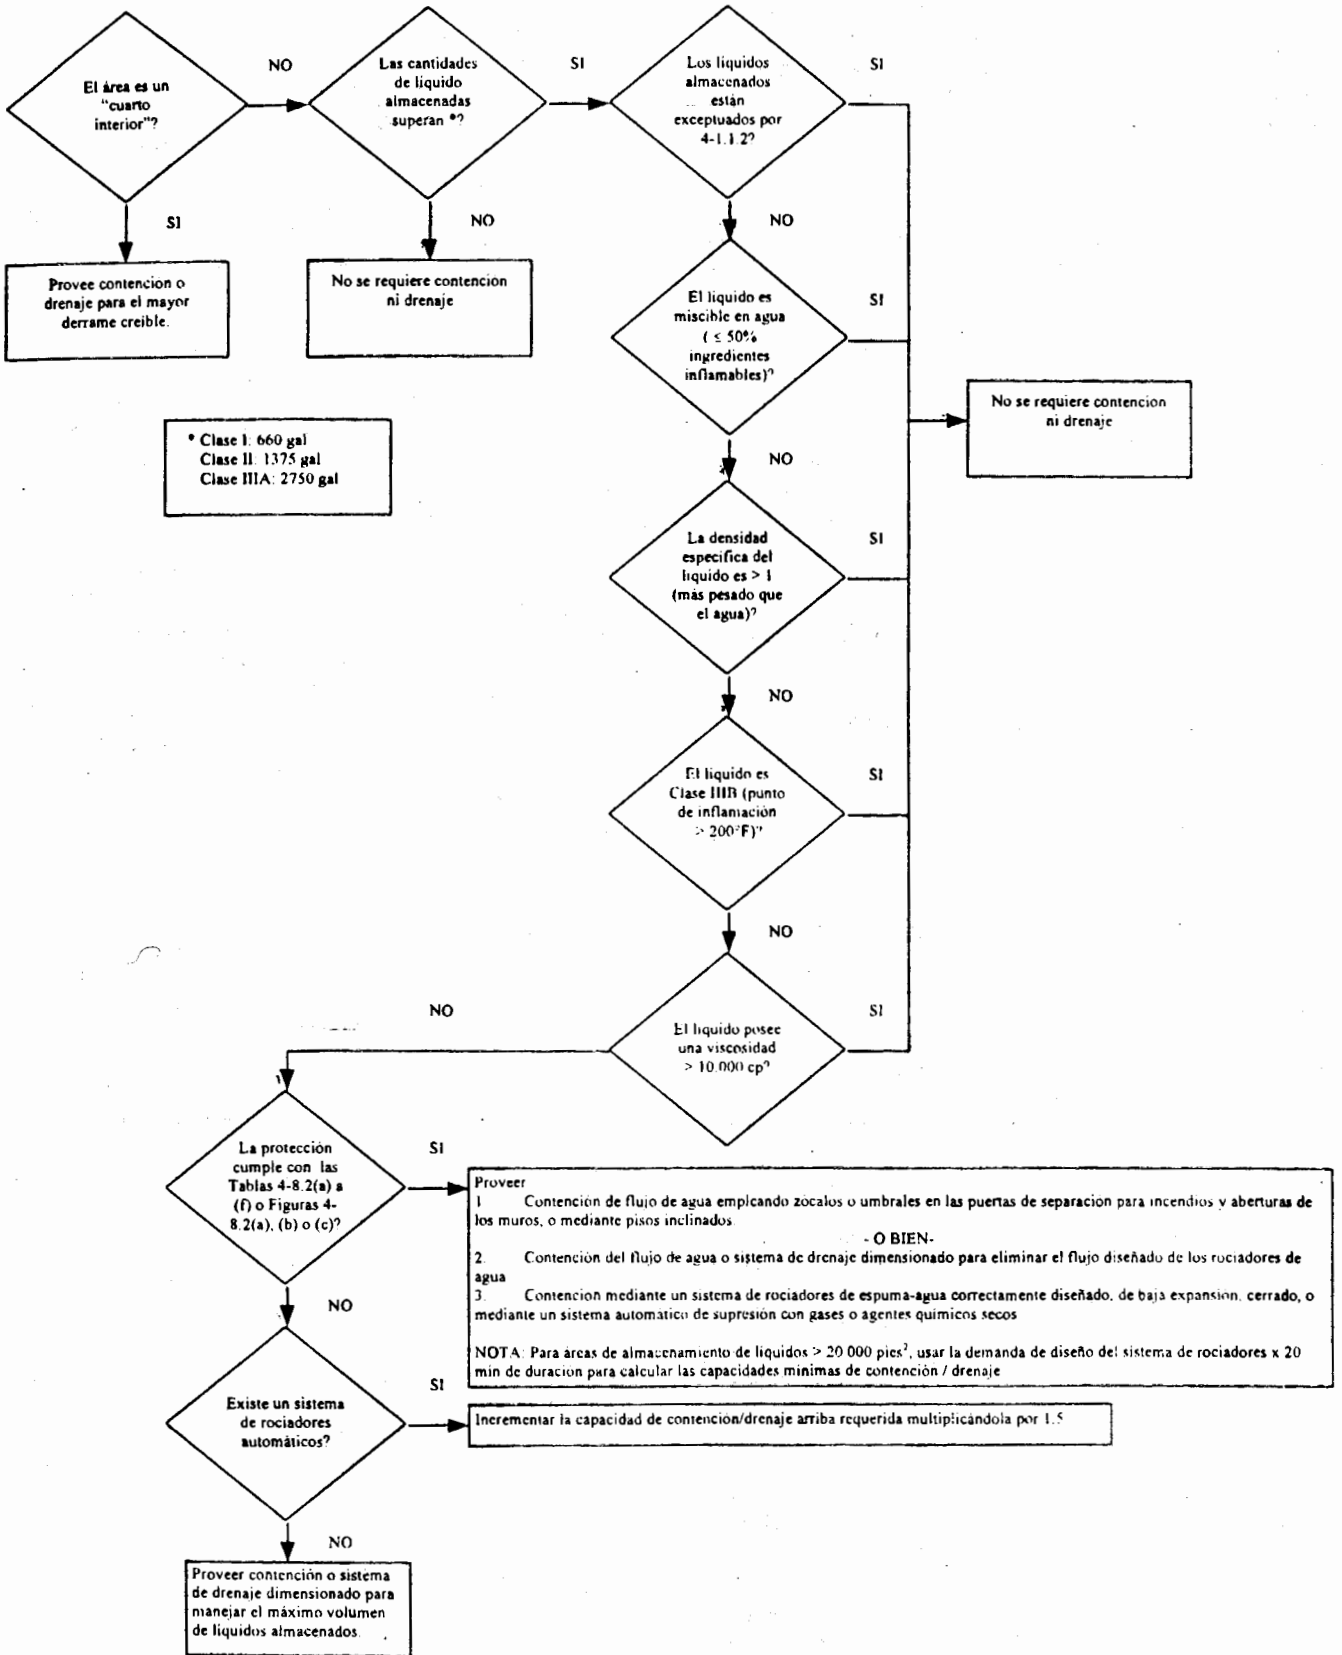 El área es un
"cuarto
interior"?
NO
Las cantidades
de liquido
almacenadas
superan *?
SI
Los liquidos
almacenados
están
exceptuados por
4-1.1.2?
SI
SI
Provee contencion o
drenaje para el mayor
derrame creible.
NO
No se requiere contencion
ni drenaje
NO
El liquido es
miscible en agua
( ≤ 50%
ingredientes
inflamables)?
SI
No se requiere contencion
ni drenaje
* Clase I: 660 gal
Clase II: 1375 gal
Clase IIIA: 2750 gal
NO
La densidad
especifica del
liquido es > 1
(más pesado que
el agua)?
SI
NO
El liquido es
Clase IIIB (punto
de inflamación
> 200°F)?
SI
NO
El liquido posee
una viscosidad
> 10.000 cp?
SI
NO
La protección
cumple con las
Tablas 4-8.2(a) a
(f) o Figuras 4-
8.2(a), (b) o (c)?
SI
Proveer
1 Contención de flujo de agua empleando zócalos o umbrales en las puertas de separación para incendios y aberturas de
los muros, o mediante pisos inclinados
- O BIEN-
2. Contención del flujo de agua o sistema de drenaje dimensionado para eliminar el flujo diseñado de los rociadores de
agua
3. Contencion mediante un sistema de rociadores de espuma-agua correctamente diseñado, de baja expansión, cerrado, o
mediante un sistema automático de supresión con gases o agentes químicos secos
NOTA: Para áreas de almacenamiento de liquidos > 20 000 pies², usar la demanda de diseño del sistema de rociadores x 20
min de duración para calcular las capacidades minimas de contención / drenaje
NO
Existe un sistema
de rociadores
automáticos?
SI
Incrementar la capacidad de contención/drenaje arriba requerida multiplicándola por 1.5
NO
Proveer contención o sistema
de drenaje dimensionado para
manejar el máximo volumen
de liquidos almacenados.